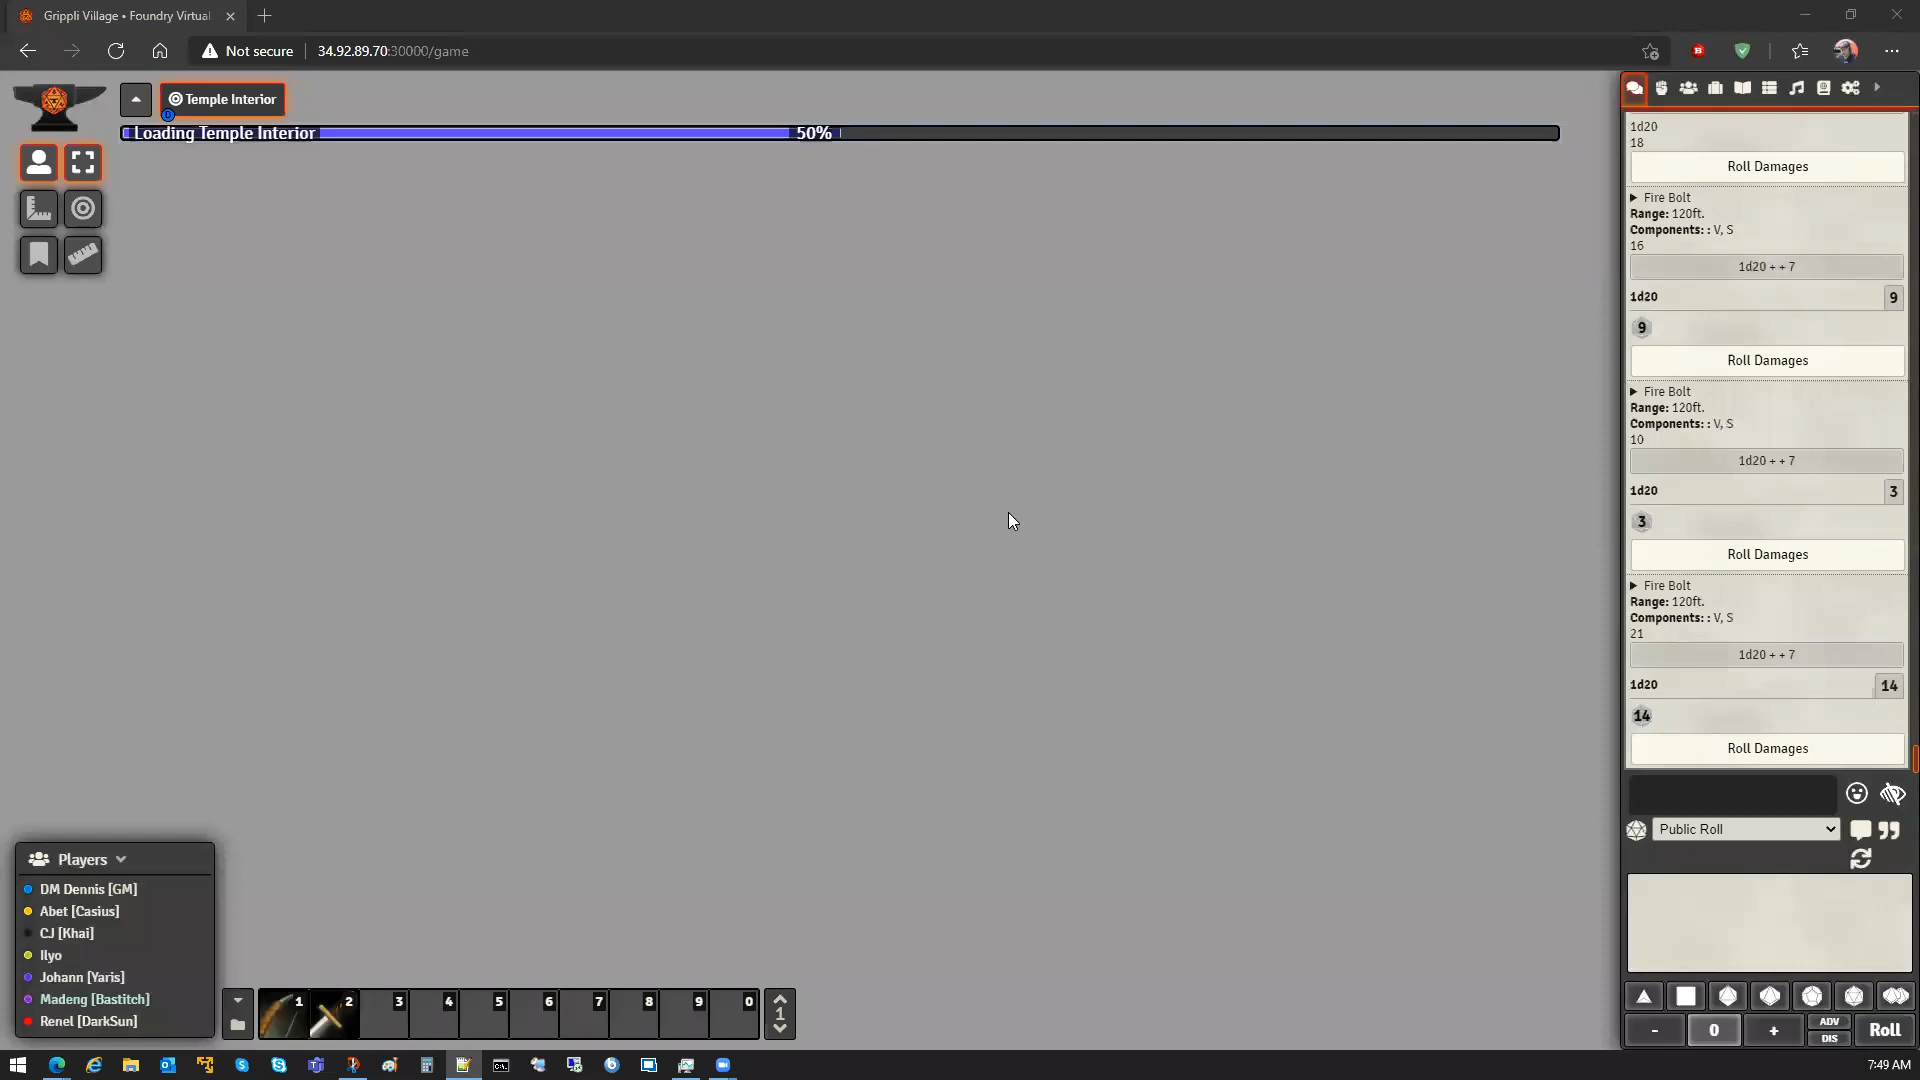 Grippli Village • Foundry Virtual
Not secure
34.92.89.70:30000/game
Temple Interior
Loading Temple Interior
50%
1d20
18
Roll Damages
Fire Bolt
Range: 120ft.
Components: : V, S
16
1d20 + + 7
1d20
9
9
Roll Damages
Fire Bolt
Range: 120ft.
Components: : V, S
10
1d20 + + 7
1d20
3
3
Roll Damages
Fire Bolt
Range: 120ft.
Components: : V, S
21
1d20 + + 7
1d20
14
14
Roll Damages
Public Roll
Players
DM Dennis [GM]
Abet [Casius]
CJ [Khai]
Ilyo
Johann [Yaris]
Madeng [Bastitch]
Renel [DarkSun]
1 2 3 4 5 6 7 8 9 0
1
- 0 + ADV DIS Roll
7:49 AM